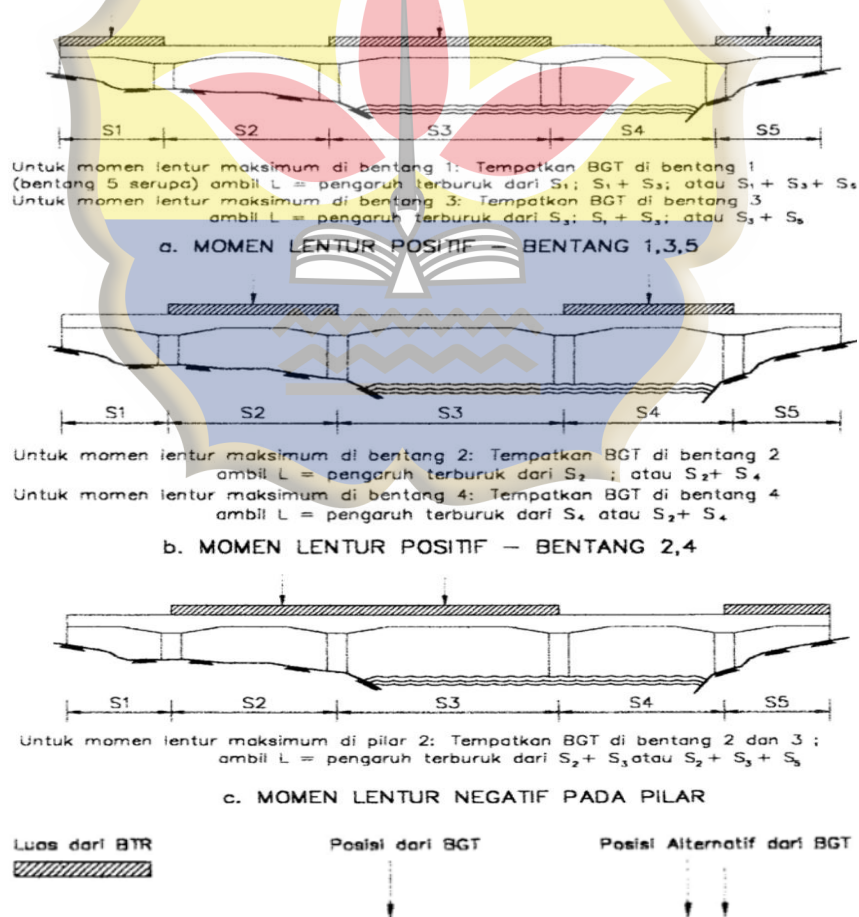 S1 S2 S3 S4 S5
Untuk momen lentur maksimum di bentang 1: Tempatkan BGT di bentang 1
(bentang 5 serupa) ambil L = pengaruh terburuk dari S₁; S₁ + S₃; atau S₁ + S₃ + S₅
Untuk momen lentur maksimum di bentang 3: Tempatkan BGT di bentang 3
ambil L = pengaruh terburuk dari S₃; S₁ + S₃; atau S₃ + S₅
a. MOMEN LENTUR POSITIF – BENTANG 1,3,5
S1 S2 S3 S4 S5
Untuk momen lentur maksimum di bentang 2: Tempatkan BGT di bentang 2
ambil L = pengaruh terburuk dari S₂ ; atau S₂+ S₄
Untuk momen lentur maksimum di bentang 4: Tempatkan BGT di bentang 4
ambil L = pengaruh terburuk dari S₄ atau S₂+ S₄
b. MOMEN LENTUR POSITIF – BENTANG 2,4
S1 S2 S3 S4 S5
Untuk momen lentur maksimum di pilar 2: Tempatkan BGT di bentang 2 dan 3 ;
ambil L = pengaruh terburuk dari S₂+ S₃ atau S₂ + S₃ + S₅
c. MOMEN LENTUR NEGATIF PADA PILAR
Luas dari BTR Posisi dari BGT Posisi Alternatif dari BGT